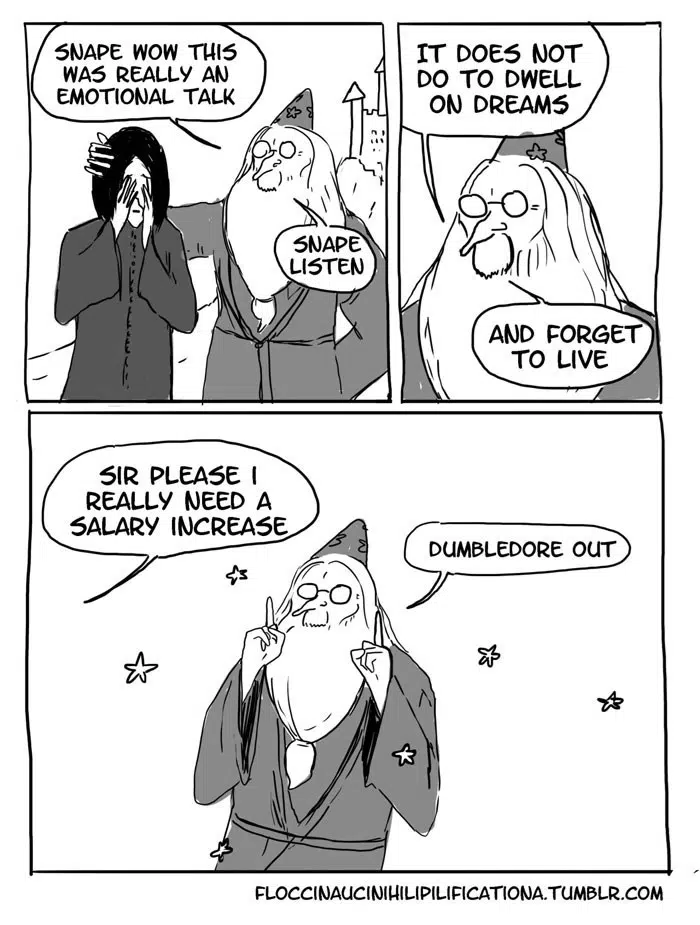 SNAPE WOW THIS
WAS REALLY AN
EMOTIONAL TALK
SNAPE
LISTEN
IT DOES NOT
DO TO DWELL
ON DREAMS
AND FORGET
TO LIVE
SIR PLEASE I
REALLY NEED A
SALARY INCREASE
DUMBLEDORE OUT
FLOCCINAUCINIHILIPILIFICATIONA.TUMBLR.COM